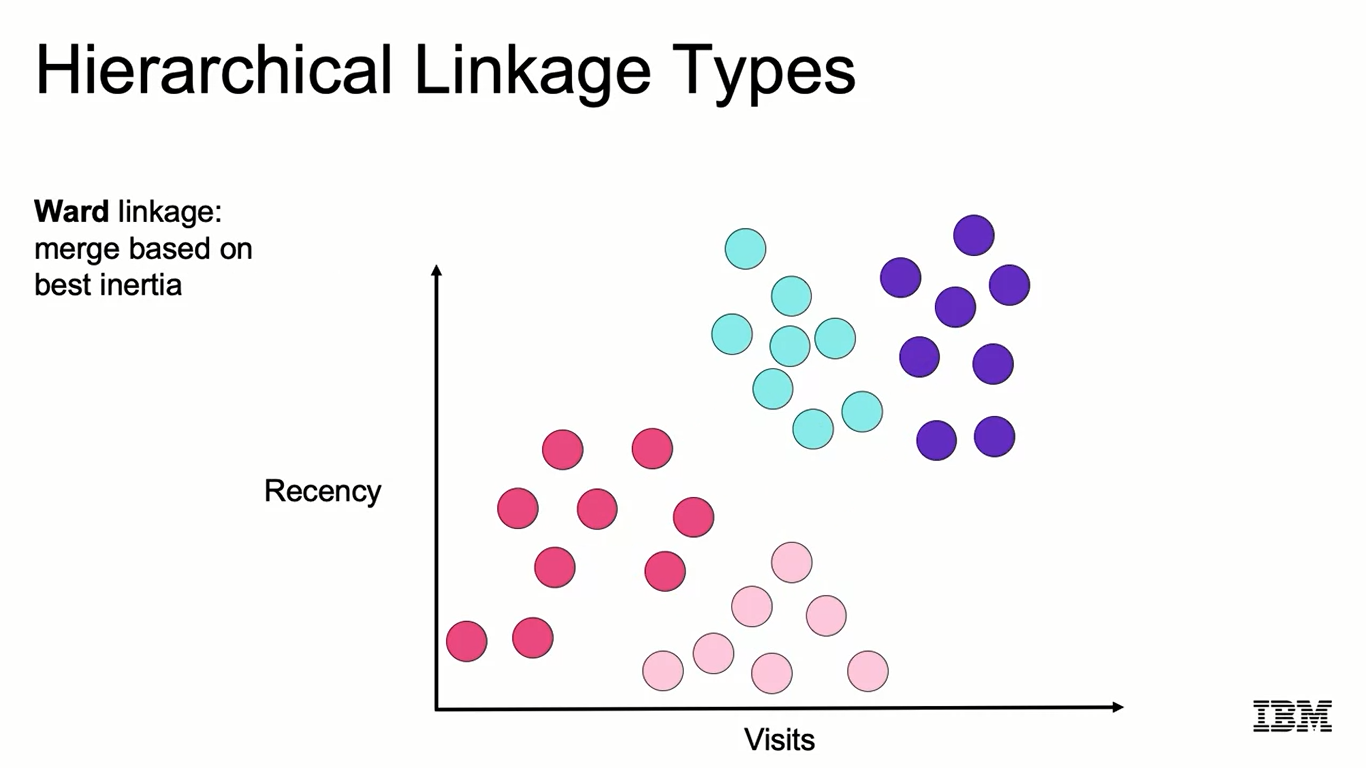 Hierarchical Linkage Types
Ward linkage:
merge based on
best inertia
Recency
Visits
IBM